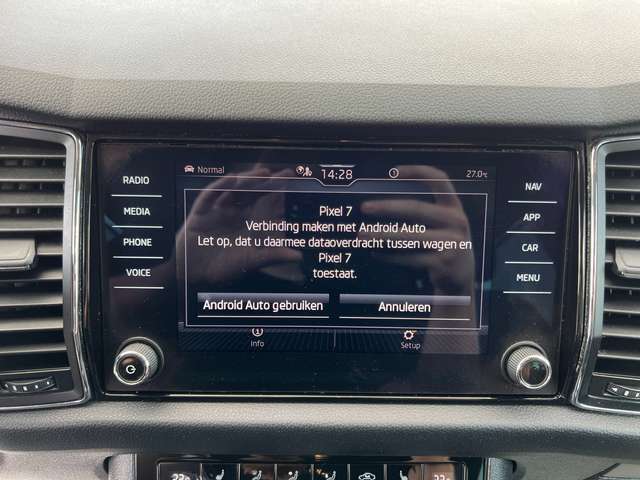 Normal
14:28
27.0°C
RADIO
MEDIA
PHONE
VOICE
Pixel 7
Verbinding maken met Android Auto
Let op, dat u daarmee dataoverdracht tussen wagen en
Pixel 7
toestaat.
Android Auto gebruiken
Annuleren
Info
Setup
NAV
APP
CAR
MENU